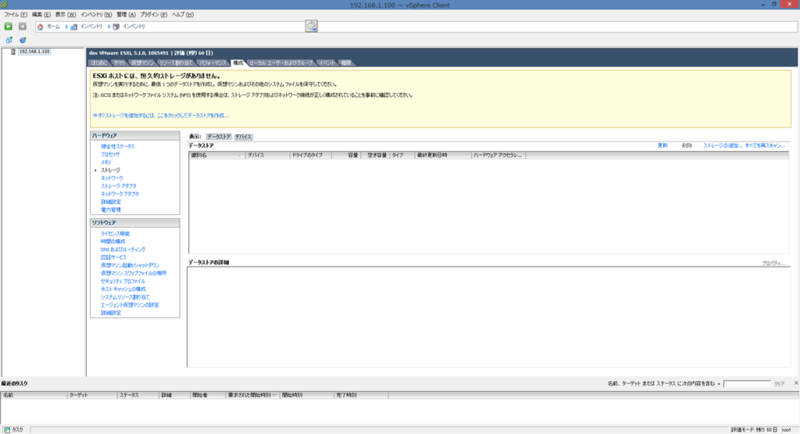 192.168.1.100 ～ vSphere Client
ファイル (F) 編集 (E) 表示 (W) インベントリ (N) 管理 (A) プラグイン (P) ヘルプ (H)
ホーム インベントリ インベントリ
192.168.1.100
VMware ESXi, 5.1.0, 1065491 | 評価 (残り 60 日)
はじめに サマリ 仮想マシン リソース割り当て パフォーマンス 構成 ローカル ユーザーおよびグループ イベント 権限
ESXi ホストには、恒久的ストレージがありません。
仮想マシンを実行するために、最低 1 つのデータストアを作成し、仮想マシンおよびその他のシステム ファイルを保守してください。
注: iSCSI またはネットワーク ファイル システム (NFS) を使用する場合は、ストレージ アダプタおよびネットワーク接続が正しく構成されていることを事前に確認してください。
今すぐストレージを追加するには、ここをクリックしてデータストアを作成...
ハードウェア
健全性ステータス
プロセッサ
メモリ
ストレージ
ネットワーク
ストレージ アダプタ
ネットワーク アダプタ
詳細設定
電力管理
ソフトウェア
ライセンス機能
時間の構成
DNS およびルーティング
認証サービス
仮想マシン起動/シャットダウン
仮想マシン スワップファイルの場所
セキュリティ プロファイル
ホスト キャッシュの構成
システム リソース割り当て
エージェント仮想マシンの設定
詳細設定
表示: データストア デバイス
データストア 更新 削除 ストレージの追加... すべてを再スキャン...
識別名 デバイス ドライブのタイプ 容量 空き容量 タイプ 最終更新日時 ハードウェア アクセラレ...
データストアの詳細 プロパティ...
最近のタスク 名前、ターゲット または ステータス に次の内容を含む: クリア
名前 ターゲット ステータス 詳細 開始者 要求された開始時刻 開始時刻 完了時刻
タスク 評価モード: 残り 60 日 root